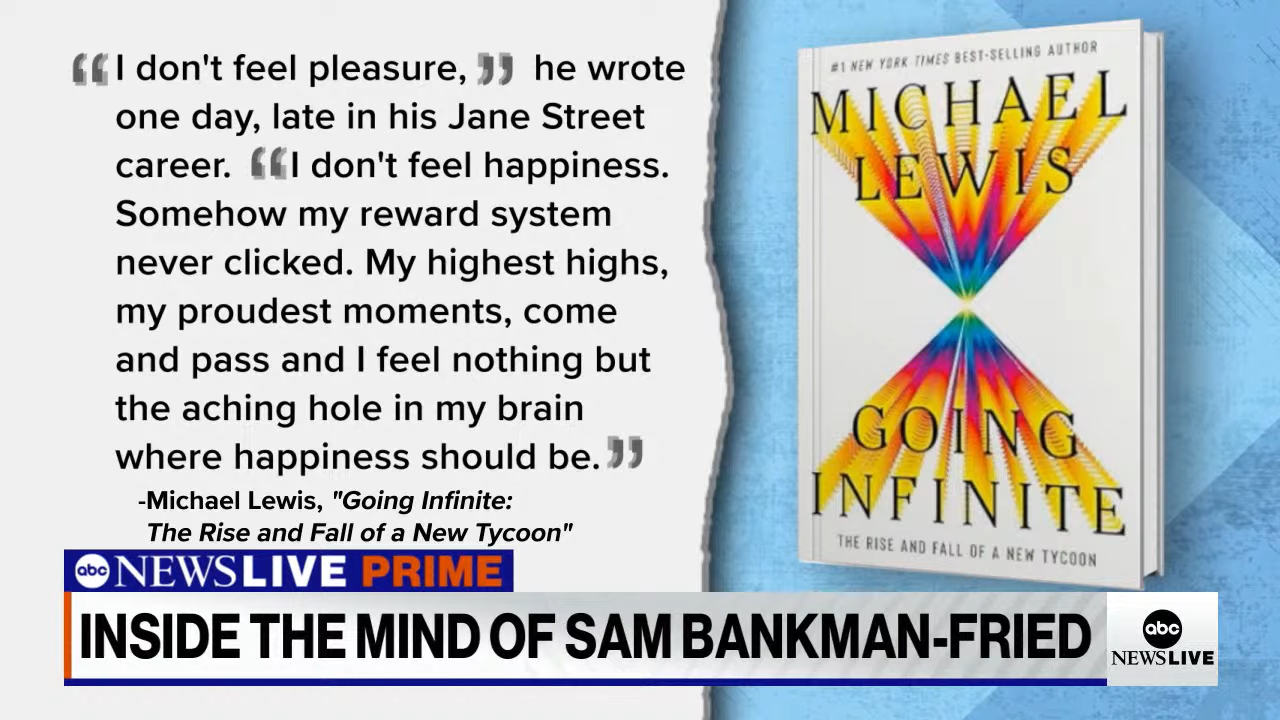 “I don't feel pleasure,” he wrote
one day, late in his Jane Street
career. “I don't feel happiness.
Somehow my reward system
never clicked. My highest highs,
my proudest moments, come
and pass and I feel nothing but
the aching hole in my brain
where happiness should be.”
-Michael Lewis, "Going Infinite:
The Rise and Fall of a New Tycoon"
#1 NEW YORK TIMES BEST-SELLING AUTHOR
MICHAEL
LEWIS
GOING
INFINITE
THE RISE AND FALL OF A NEW TYCOON
abc NEWS LIVE PRIME
INSIDE THE MIND OF SAM BANKMAN-FRIED
abc
NEWS LIVE